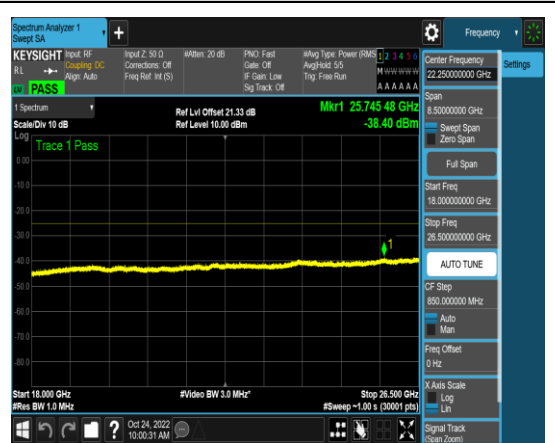 Spectrum Analyzer 1
Swept SA
+
Frequency
KEYSIGHT
RL
Input: RF
Coupling: DC
Align: Auto
Input Z: 50 Ω
Corrections: Off
Freq Ref: Int (S)
#Atten: 20 dB
PNO: Fast
Gate: Off
IF Gain: Low
Sig Track: Off
#Avg Type: Power (RMS
Avg|Hold: 5/5
Trig: Free Run
1 2 3 4 5 6
M W W W W W
A A A A A A
PASS
1 Spectrum
Scale/Div 10 dB
Ref Lvl Offset 21.33 dB
Ref Level 10.00 dBm
Mkr1 25.745 48 GHz
-38.40 dBm
Log
Trace 1 Pass
0.00
-10.0
-20.0
-30.0
-40.0
-50.0
-60.0
-70.0
-80.0
1
Start 18.000 GHz
#Res BW 1.0 MHz
#Video BW 3.0 MHz*
Stop 26.500 GHz
#Sweep ~1.00 s (30001 pts)
Center Frequency
22.250000000 GHz
Span
8.50000000 GHz
Swept Span
Zero Span
Full Span
Start Freq
18.000000000 GHz
Stop Freq
26.500000000 GHz
AUTO TUNE
CF Step
850.000000 MHz
Auto
Man
Freq Offset
0 Hz
X Axis Scale
Log
Lin
Signal Track
(Span Zoom)
Settings
?
Oct 24, 2022
10:00:31 AM